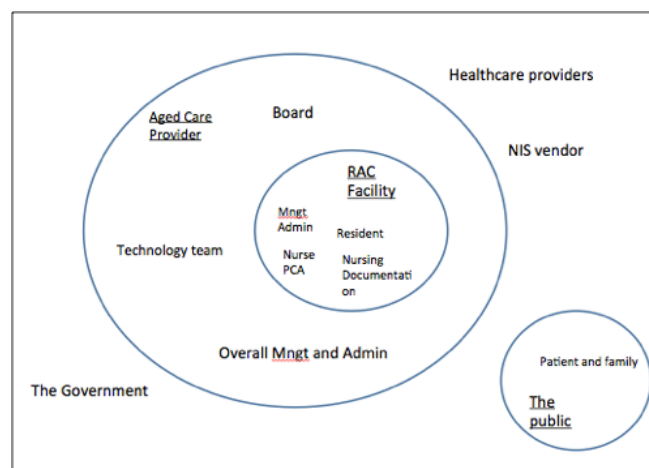 Healthcare providers
Aged Care
Provider
Board
NIS vendor
RAC
Facility
Mngt
Admin
Resident
Technology team
Nurse
PCA
Nursing
Documentati
on
Overall Mngt and Admin
Patient and family
The Government
The
public